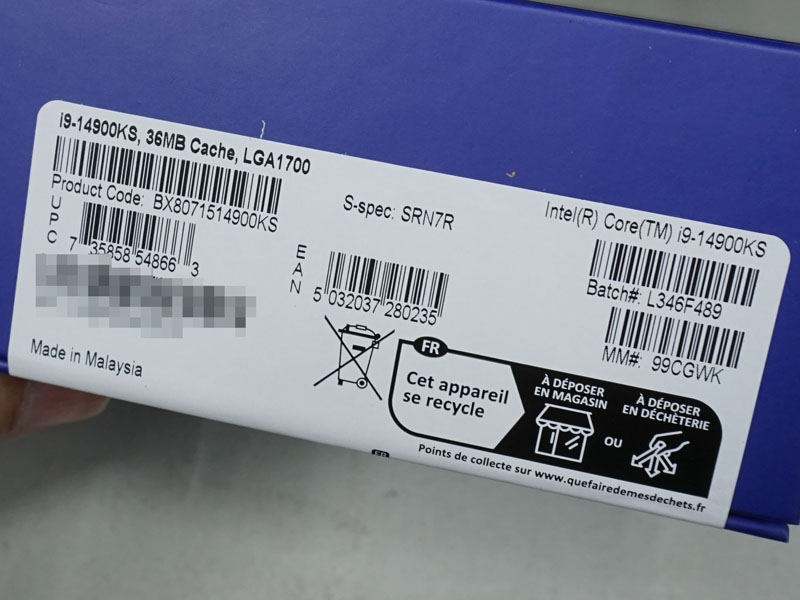 i9-14900KS, 36MB Cache, LGA1700
Product Code: BX8071514900KS
S-spec: SRN7R
Intel(R) Core(TM) i9-14900KS
UPC
7 35858 54866 3
EAN
5 032037 280235
Batch#: L346F489
MM#: 99CGWK
Made in Malaysia
FR
Cet appareil
se recycle
À DÉPOSER
EN MAGASIN
OU
À DÉPOSER
EN DÉCHÈTERIE
Points de collecte sur www.quefairedemesdechets.fr